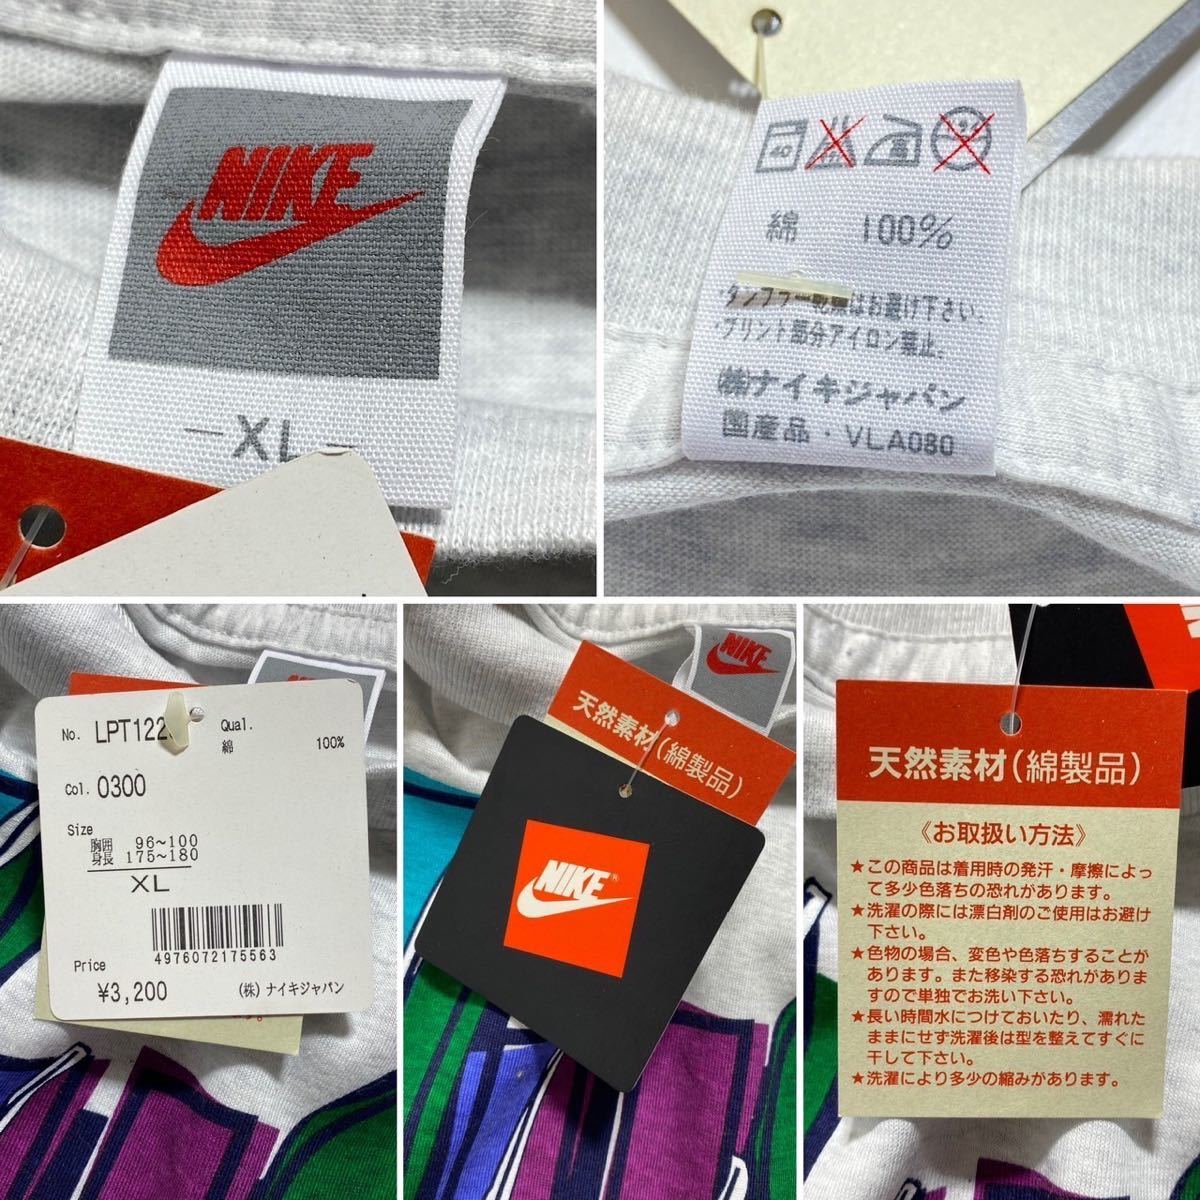 NIKE
-XL-
40
綿 100%
タンブラー乾燥はお避け下さい。
・プリント部分アイロン禁止。
㈱ナイキジャパン
国産品・VLA080
No. LPT122
Qual.
綿 100%
Col. 0300
Size
胸囲 96~100
身長 175~180
XL
4976072175563
Price
¥3,200
(株) ナイキジャパン
NIKE
天然素材(綿製品)
NIKE®
天然素材(綿製品)
《お取扱い方法》
★この商品は着用時の発汗・摩擦によっ
て多少色落ちの恐れがあります。
★洗濯の際には漂白剤のご使用はお避け
下さい。
★色物の場合、変色や色落ちすることが
あります。また移染する恐れがありま
すので単独でお洗い下さい。
★長い時間水につけておいたり、濡れた
ままにせず洗濯後は型を整えてすぐに
干して下さい。
★洗濯により多少の縮みがあります。